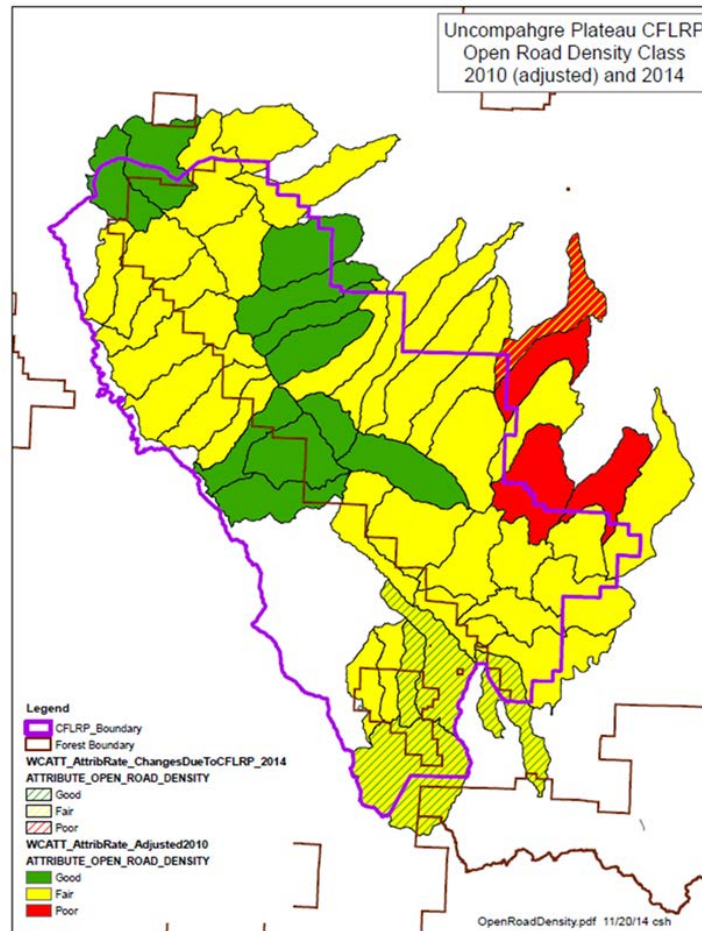 Uncompahgre Plateau CFLRP
Open Road Density Class
2010 (adjusted) and 2014
Legend
CFLRP_Boundary
Forest Boundary
WCATT_AttribRate_ChangesDueToCFLRP_2014
ATTRIBUTE_OPEN_ROAD_DENSITY
Good
Fair
Poor
WCATT_AttribRate_Adjusted2010
ATTRIBUTE_OPEN_ROAD_DENSITY
Good
Fair
Poor
OpenRoadDensity.pdf 11/20/14 csh